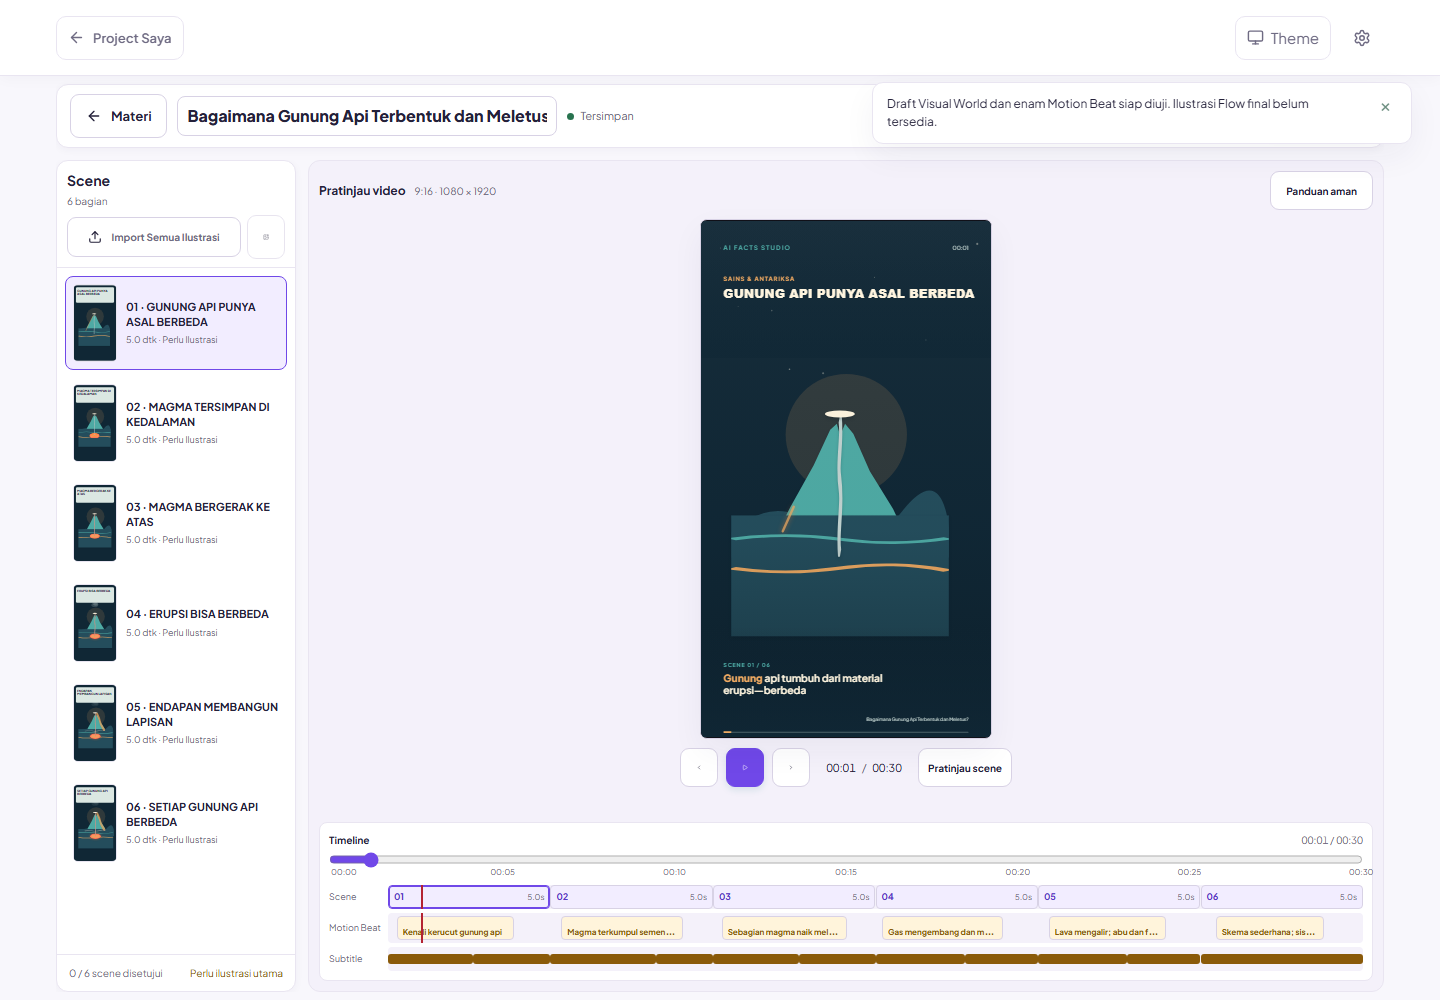 Project Saya
Theme
Materi
Bagaimana Gunung Api Terbentuk dan Meletus
Tersimpan
Draft Visual World dan enam Motion Beat siap diuji. Ilustrasi Flow final belum
tersedia.
Scene
6 bagian
Import Semua Ilustrasi
01 · GUNUNG API PUNYA
ASAL BERBEDA
5.0 dtk · Perlu Ilustrasi
02 · MAGMA TERSIMPAN DI
KEDALAMAN
5.0 dtk · Perlu Ilustrasi
03 · MAGMA BERGERAK KE
ATAS
5.0 dtk · Perlu Ilustrasi
04 · ERUPSI BISA BERBEDA
5.0 dtk · Perlu Ilustrasi
05 · ENDAPAN MEMBANGUN
LAPISAN
5.0 dtk · Perlu Ilustrasi
06 · SETIAP GUNUNG API
BERBEDA
5.0 dtk · Perlu Ilustrasi
0 / 6 scene disetujui
Perlu ilustrasi utama
Pratinjau video
9:16 · 1080 × 1920
Panduan aman
AI FACTS STUDIO
00:01
SAINS & ANTARIKSA
GUNUNG API PUNYA ASAL BERBEDA
SCENE 01 / 06
Gunung api tumbuh dari material
erupsi—berbeda
Bagaimana Gunung Api Terbentuk dan Meletus?
00:01 / 00:30
Pratinjau scene
Timeline
00:01 / 00:30
00:00
00:05
00:10
00:15
00:20
00:25
00:30
Scene
01 5.0s
02 5.0s
03 5.0s
04 5.0s
05 5.0s
06 5.0s
Motion Beat
Kenali kerucut gunung api
Magma terkumpul semen...
Sebagian magma naik mel...
Gas mengembang dan m...
Lava mengalir; abu dan f...
Skema sederhana; sis...
Subtitle